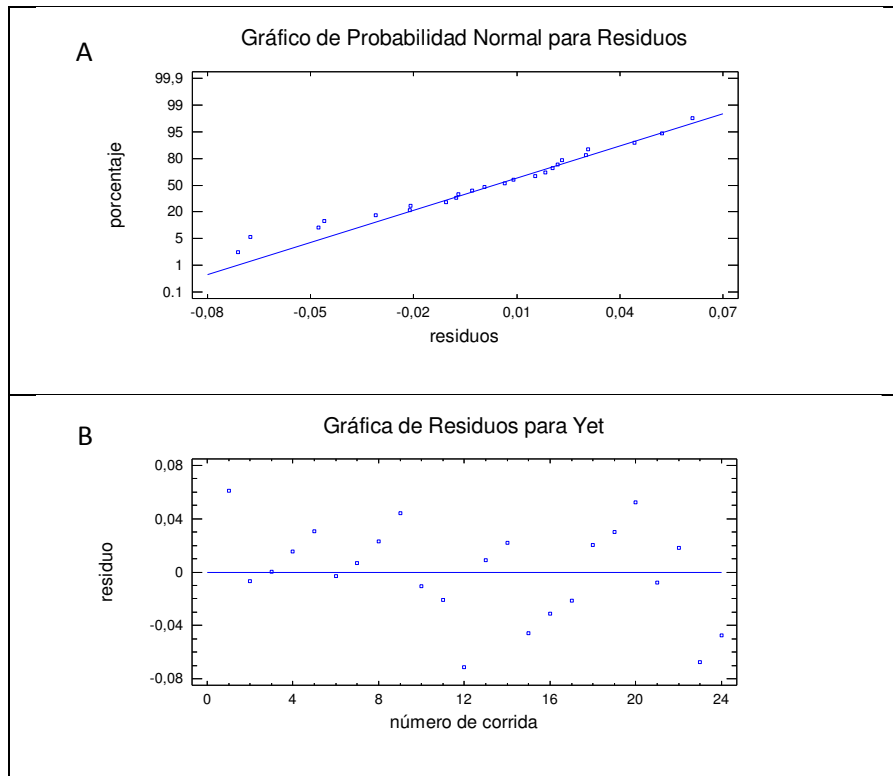 A
Gráfico de Probabilidad Normal para Residuos
99,9
99
95
80
50
20
5
1
0.1
porcentaje
-0,08 -0,05 -0,02 0,01 0,04 0,07
residuos
B
Gráfica de Residuos para Yet
0,08
0,04
0
-0,04
-0,08
residuo
0 4 8 12 16 20 24
número de corrida